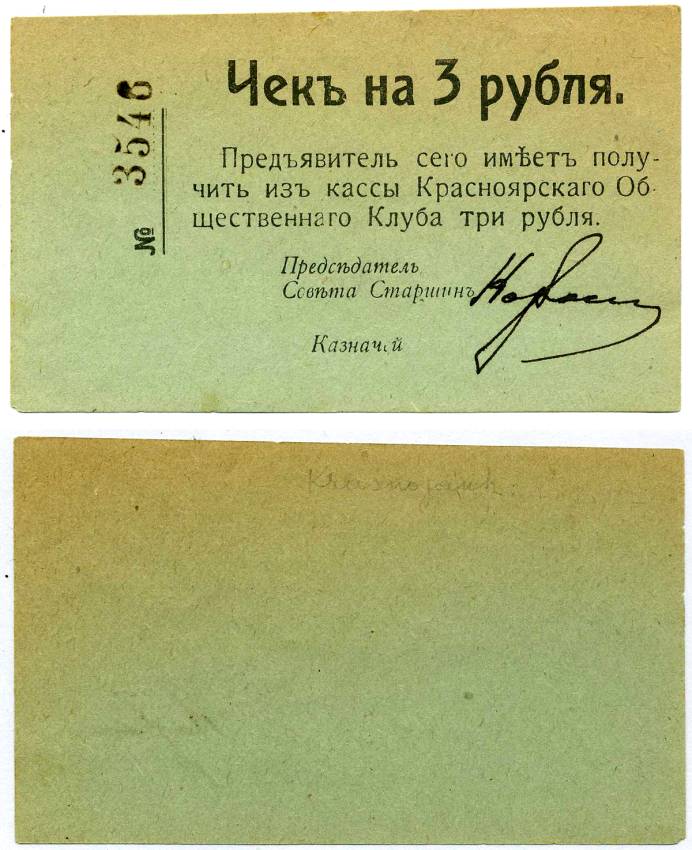 № 3546
Чекъ на 3 рубля.
Предъявитель сего имѣетъ полу-
чить изъ кассы Красноярскаго Об-
щественнаго Клуба три рубля.
Предсѣдатель
Совѣта Старшинъ
Казначей